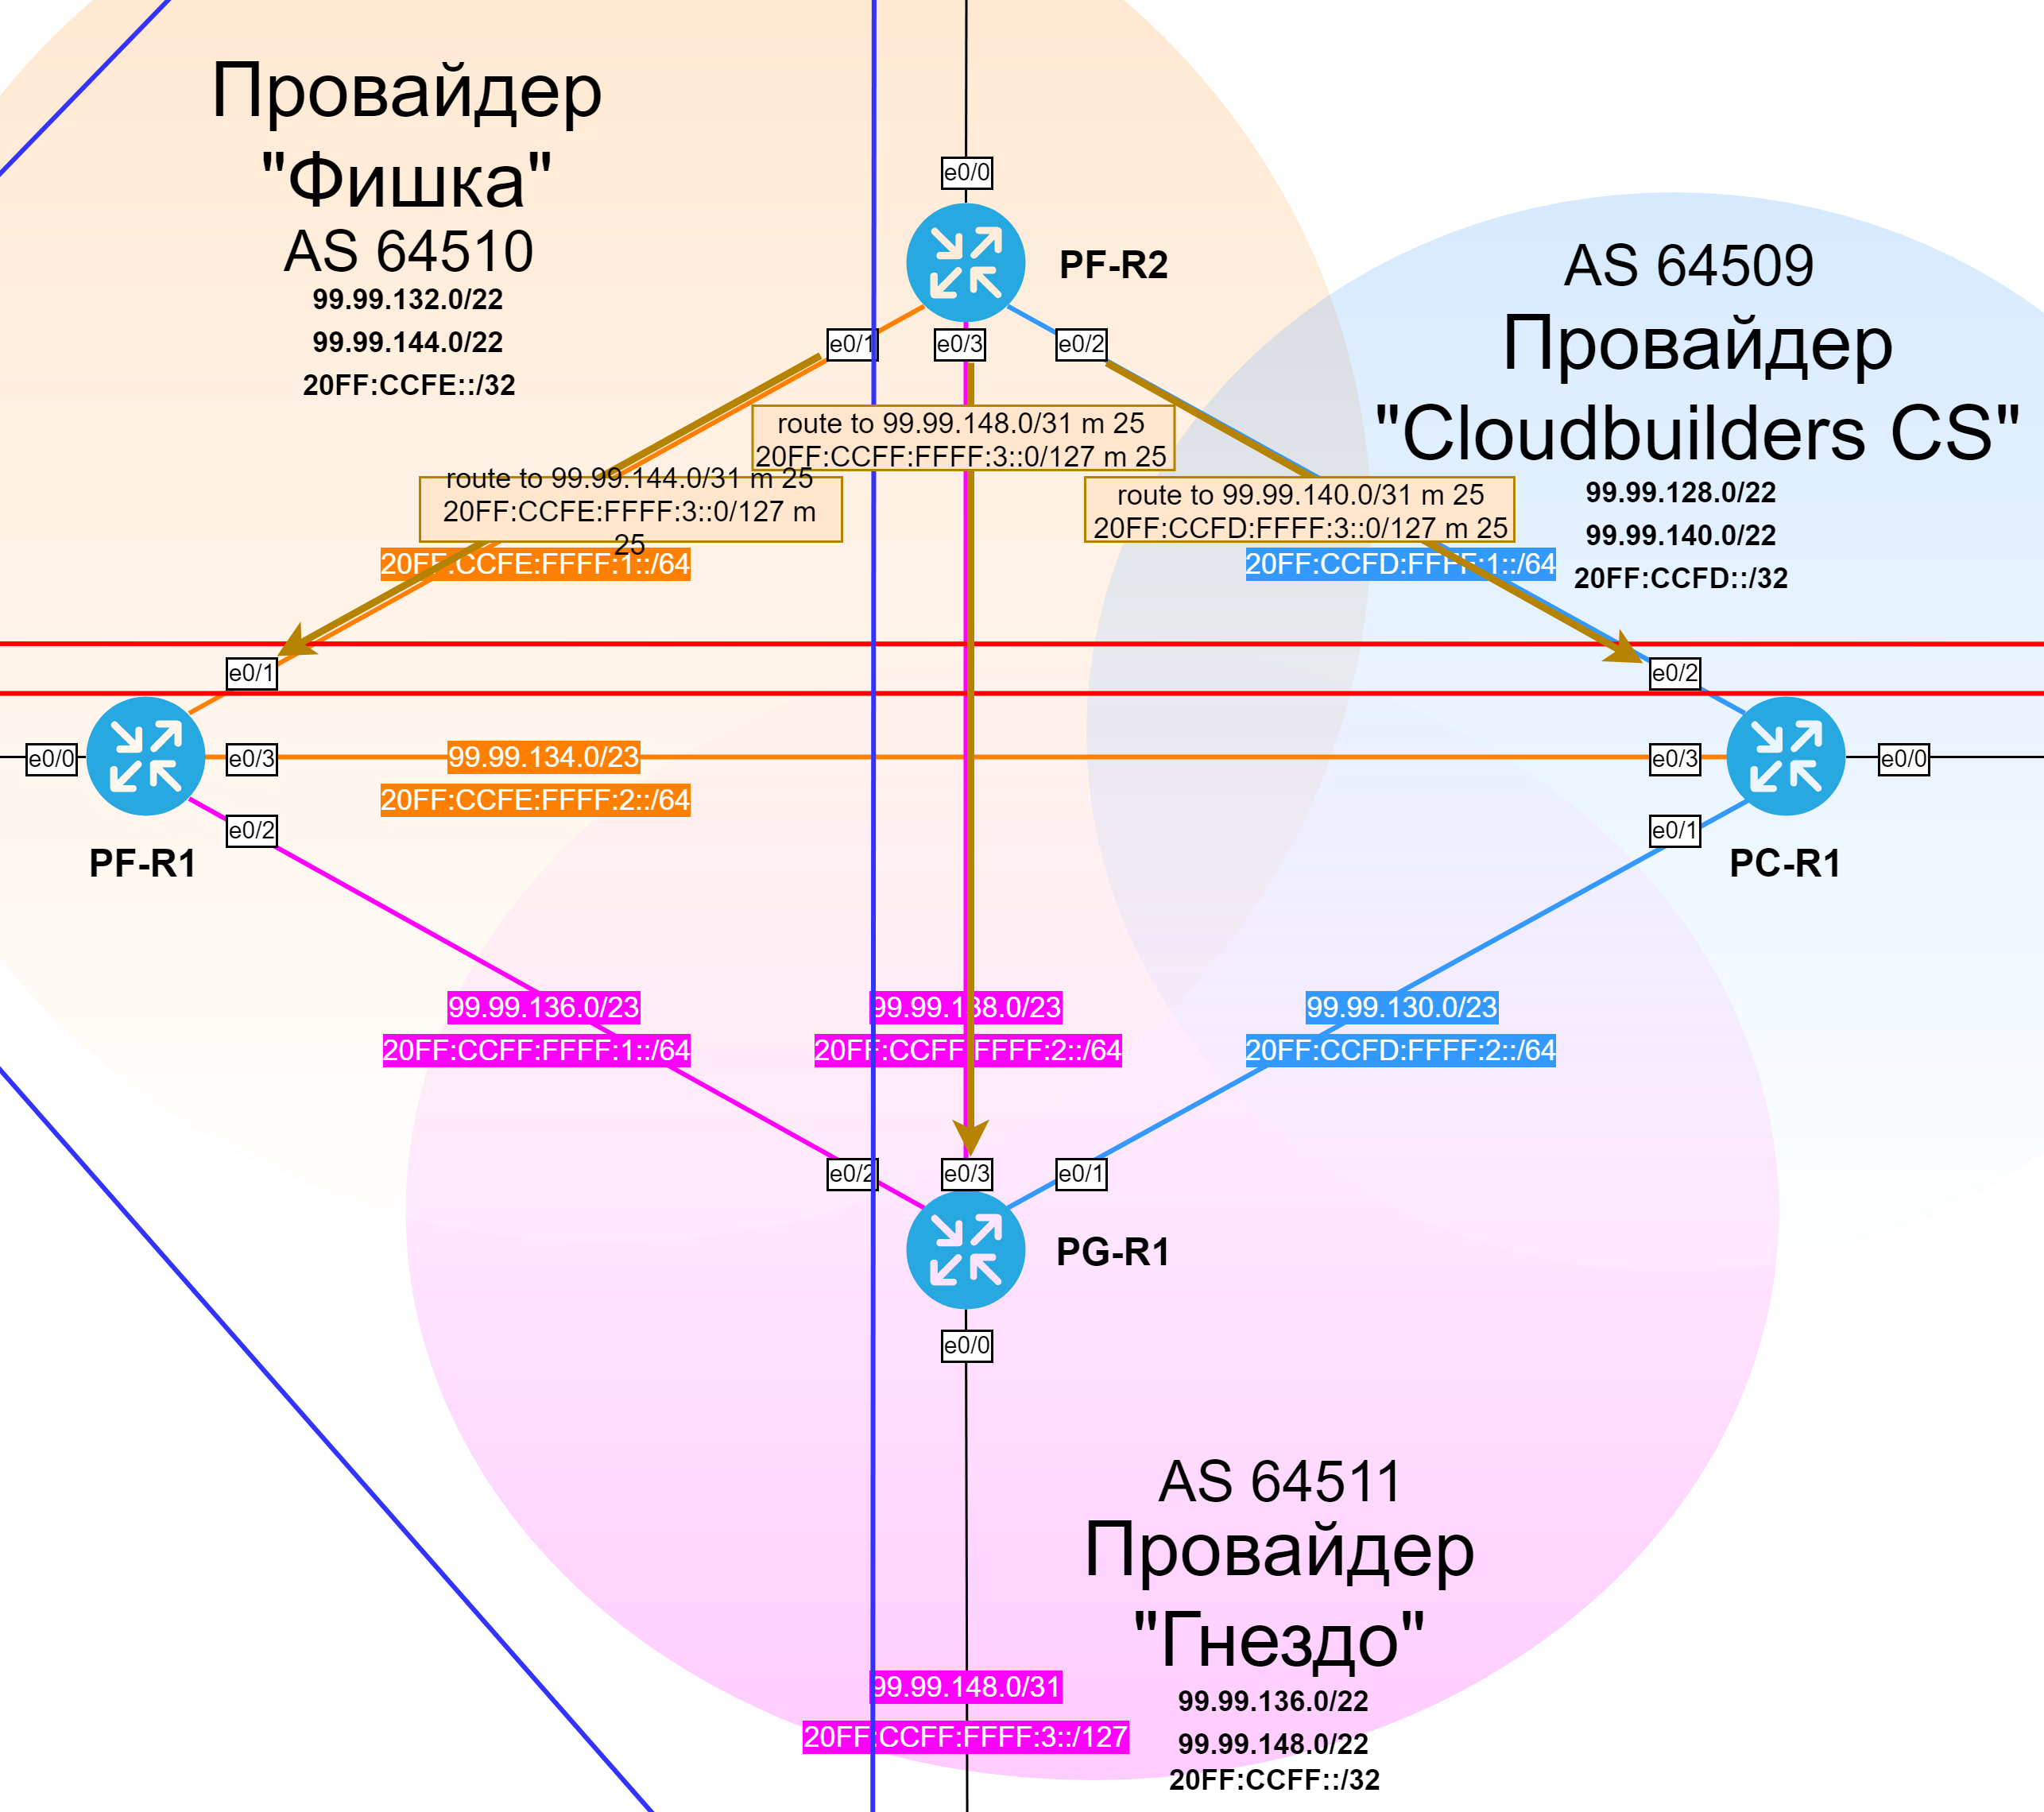 Провайдер
"Фишка"
AS 64510
99.99.132.0/22
99.99.144.0/22
20FF:CCFE::/32
e0/0
PF-R2
e0/1
e0/3
e0/2
AS 64509
Провайдер
"Cloudbuilders CS"
99.99.128.0/22
99.99.140.0/22
20FF:CCFD::/32
route to 99.99.148.0/31 m 25
20FF:CCFF:FFFF:3::0/127 m 25
route to 99.99.144.0/31 m 25
20FF:CCFE:FFFF:3::0/127 m
25
route to 99.99.140.0/31 m 25
20FF:CCFD:FFFF:3::0/127 m 25
20FF:CCFE:FFFF:1::/64
20FF:CCFD:FFFF:1::/64
e0/1
e0/2
e0/0
e0/3
99.99.134.0/23
e0/3
e0/0
20FF:CCFE:FFFF:2::/64
e0/2
e0/1
PF-R1
PC-R1
99.99.136.0/23
99.99.138.0/23
99.99.130.0/23
20FF:CCFF:FFFF:1::/64
20FF:CCFF:FFFF:2::/64
20FF:CCFD:FFFF:2::/64
e0/2
e0/3
e0/1
PG-R1
e0/0
AS 64511
Провайдер
"Гнездо"
99.99.148.0/31
20FF:CCFF:FFFF:3::/127
99.99.136.0/22
99.99.148.0/22
20FF:CCFF::/32